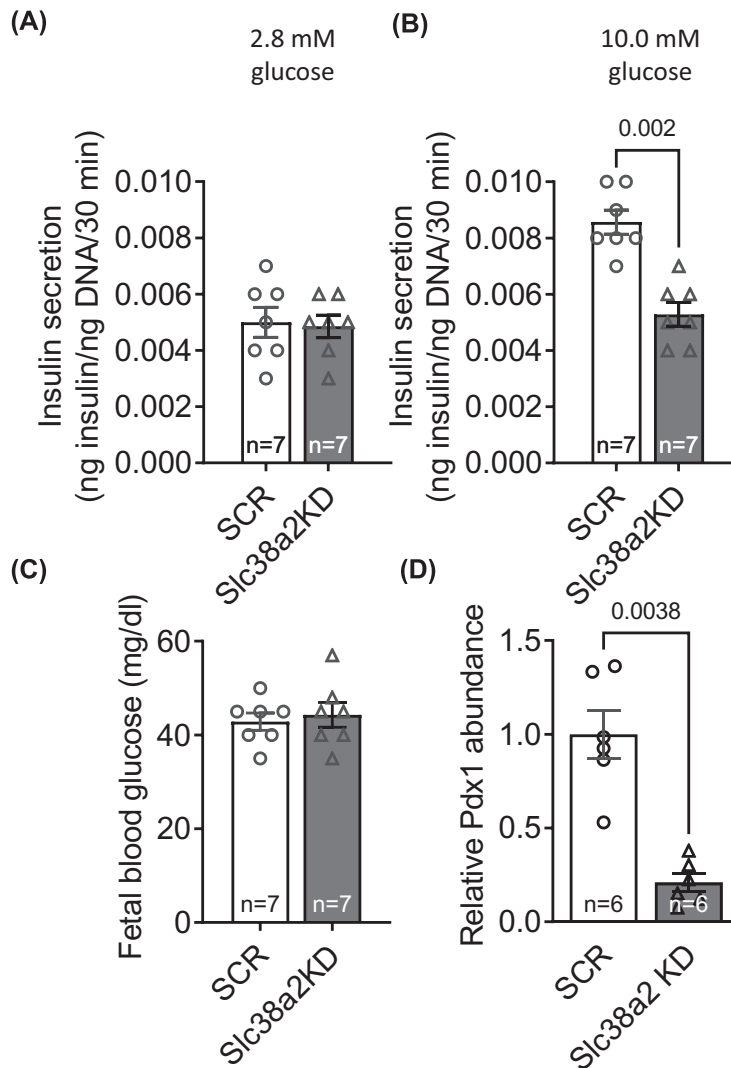 (A)
2.8 mM
glucose
Insulin secretion
(ng insulin/ng DNA/30 min)
0.010
0.008
0.006
0.004
0.002
0.000
n=7
n=7
SCR
Slc38a2KD
(B)
10.0 mM
glucose
0.002
Insulin secretion
(ng insulin/ng DNA/30 min)
0.010
0.008
0.006
0.004
0.002
0.000
n=7
n=7
SCR
Slc38a2KD
(C)
Fetal blood glucose (mg/dl)
60
40
20
0
n=7
n=7
SCR
Slc38a2KD
(D)
0.0038
Relative Pdx1 abundance
1.5
1.0
0.5
0.0
n=6
n=6
SCR
Slc38a2 KD